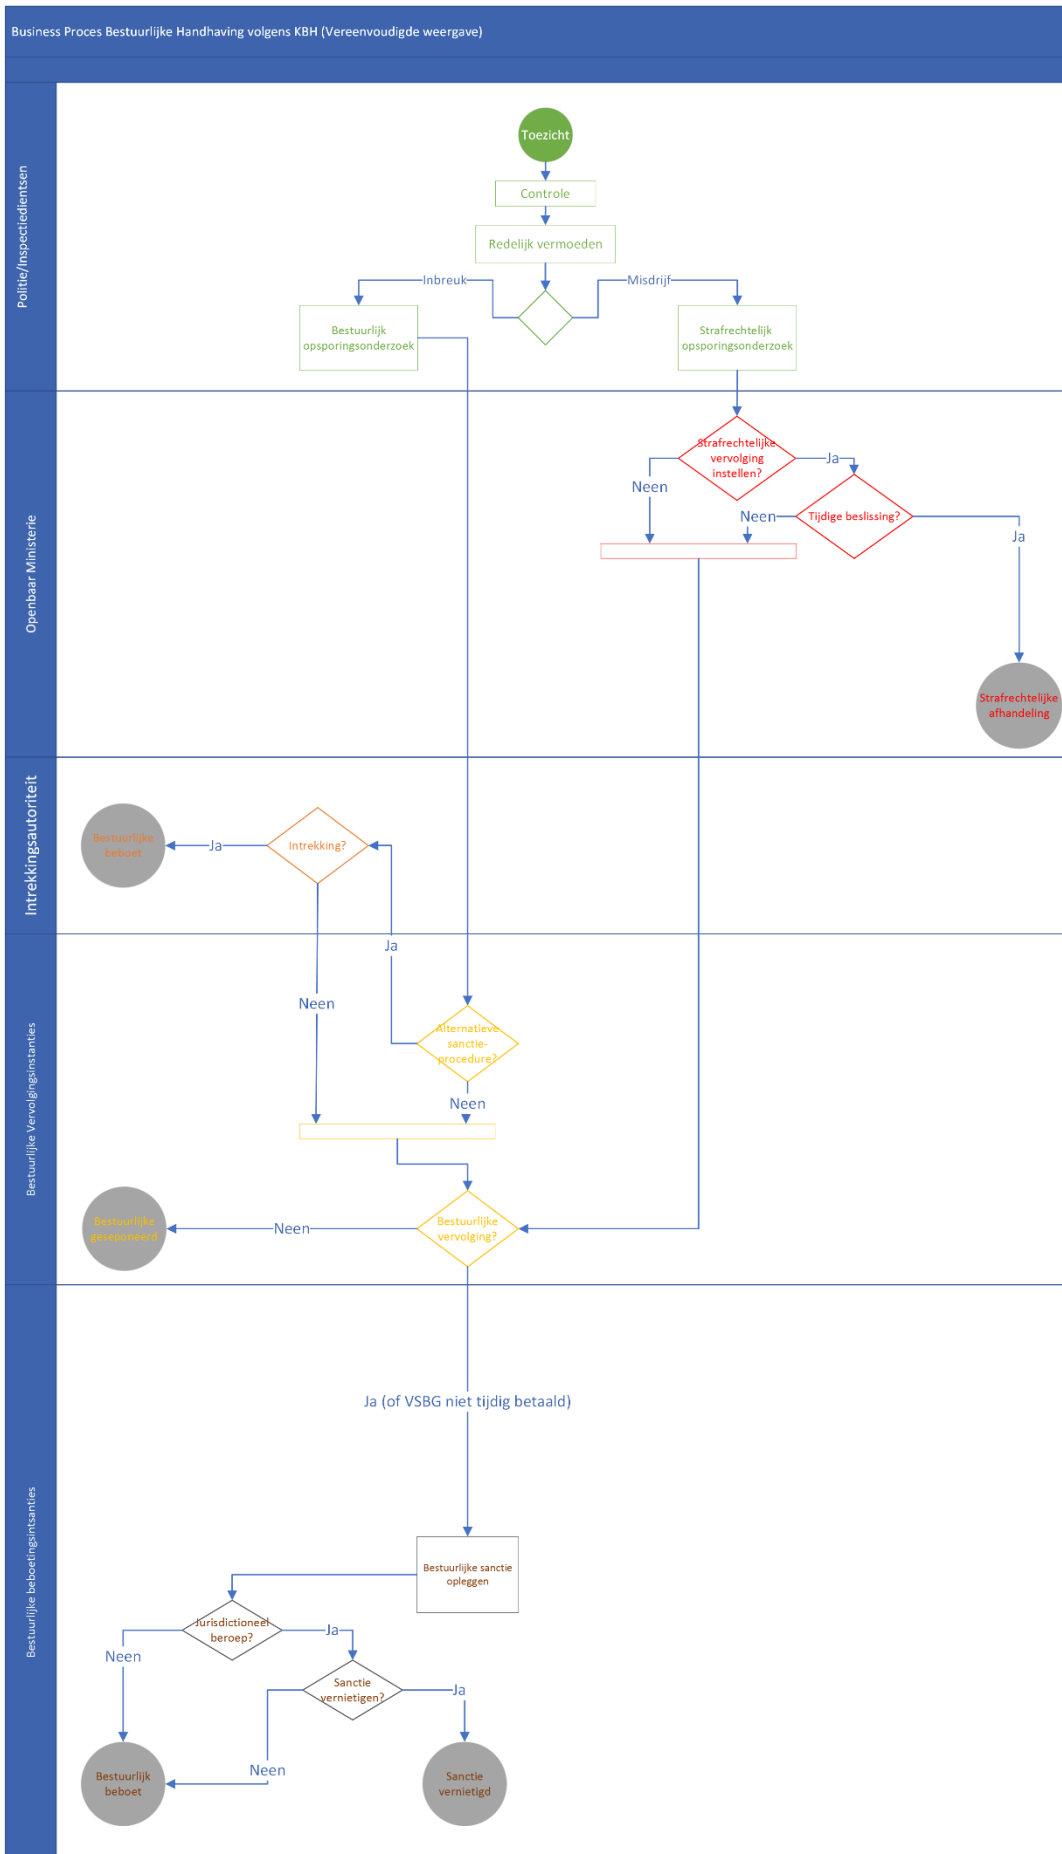 Business Proces Bestuurlijke Handhaving volgens KBH (Vereenvoudigde weergave)
Politie/Inspectiedientsen
Toezicht
Controle
Redelijk vermoeden
Inbreuk
Misdrijf
Bestuurlijk
opsporingsonderzoek
Strafrechtelijk
opsporingsonderzoek
Openbaar Ministerie
Strafrechtelijke
vervolging
instellen?
Ja
Neen
Tijdige beslissing?
Neen
Ja
Strafrechtelijke
afhandeling
Intrekkingsautoriteit
Bestuurlijke
beboet
Ja
Intrekking?
Ja
Neen
Bestuurlijke Vervolgingsinstanties
Alternatieve
sanctie-
procedure?
Neen
Bestuurlijke
geseponeerd
Neen
Bestuurlijke
vervolging?
Bestuurlijke beboetingsintsanties
Ja (of VSBG niet tijdig betaald)
Bestuurlijke sanctie
opleggen
Jurisdictioneel
beroep?
Ja
Neen
Sanctie
vernietigen?
Ja
Neen
Bestuurlijk
beboet
Sanctie
vernietigd